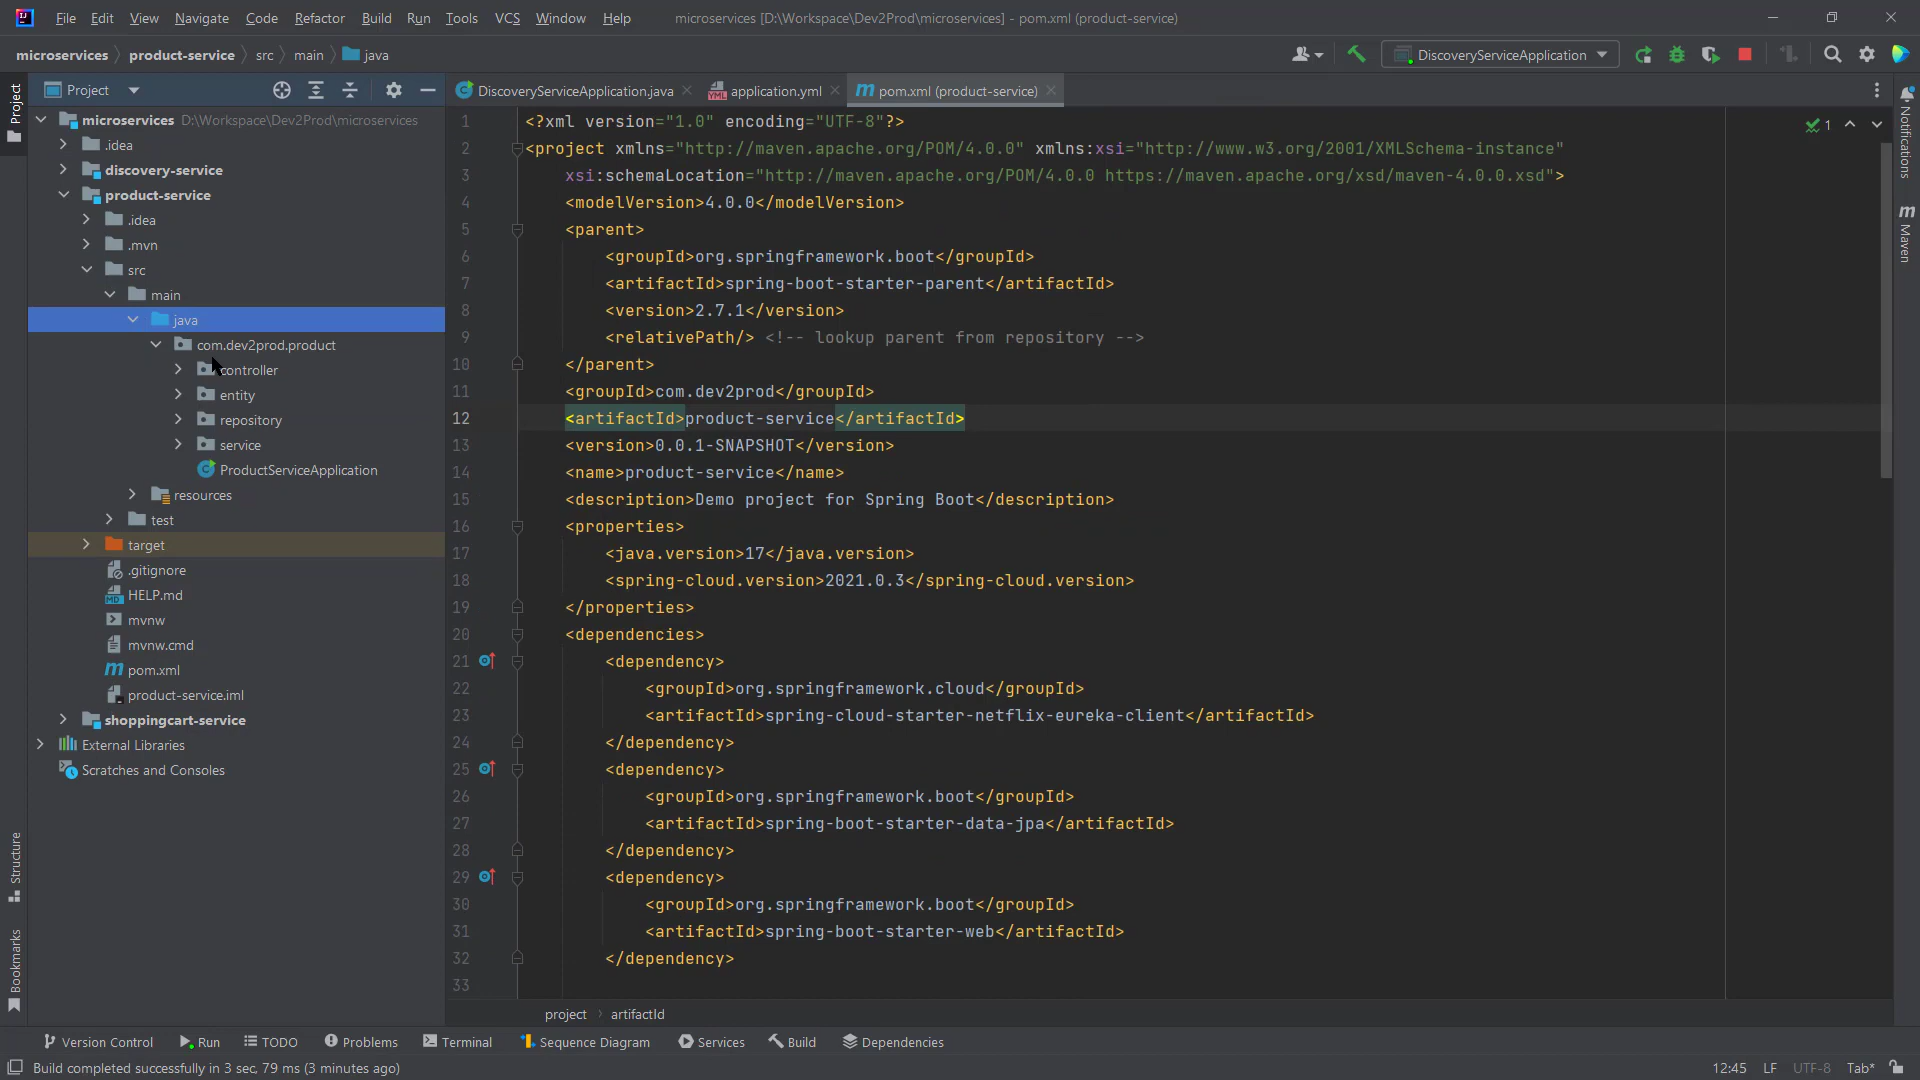 File Edit View Navigate Code Refactor Build Run Tools VCS Window Help microservices [D:\Workspace\Dev2Prod\microservices] - pom.xml (product-service)
microservices product-service src main java DiscoveryServiceApplication
Project
Project
DiscoveryServiceApplication.java application.yml pom.xml (product-service)
microservices D:\Workspace\Dev2Prod\microservices
.idea
discovery-service
product-service
.idea
.mvn
src
main
java
com.dev2prod.product
controller
entity
repository
service
ProductServiceApplication
resources
test
target
.gitignore
HELP.md
mvnw
mvnw.cmd
pom.xml
product-service.iml
shoppingcart-service
External Libraries
Scratches and Consoles
Structure
Bookmarks
1 <?xml version="1.0" encoding="UTF-8"?>
2 <project xmlns="http://maven.apache.org/POM/4.0.0" xmlns:xsi="http://www.w3.org/2001/XMLSchema-instance"
3 xsi:schemaLocation="http://maven.apache.org/POM/4.0.0 https://maven.apache.org/xsd/maven-4.0.0.xsd">
4 <modelVersion>4.0.0</modelVersion>
5 <parent>
6 <groupId>org.springframework.boot</groupId>
7 <artifactId>spring-boot-starter-parent</artifactId>
8 <version>2.7.1</version>
9 <relativePath/> <!-- lookup parent from repository -->
10 </parent>
11 <groupId>com.dev2prod</groupId>
12 <artifactId>product-service</artifactId>
13 <version>0.0.1-SNAPSHOT</version>
14 <name>product-service</name>
15 <description>Demo project for Spring Boot</description>
16 <properties>
17 <java.version>17</java.version>
18 <spring-cloud.version>2021.0.3</spring-cloud.version>
19 </properties>
20 <dependencies>
21 <dependency>
22 <groupId>org.springframework.cloud</groupId>
23 <artifactId>spring-cloud-starter-netflix-eureka-client</artifactId>
24 </dependency>
25 <dependency>
26 <groupId>org.springframework.boot</groupId>
27 <artifactId>spring-boot-starter-data-jpa</artifactId>
28 </dependency>
29 <dependency>
30 <groupId>org.springframework.boot</groupId>
31 <artifactId>spring-boot-starter-web</artifactId>
32 </dependency>
33
1
Notifications
Maven
project artifactId
Version Control Run TODO Problems Terminal Sequence Diagram Services Build Dependencies
Build completed successfully in 3 sec, 79 ms (3 minutes ago) 12:45 LF UTF-8 Tab*